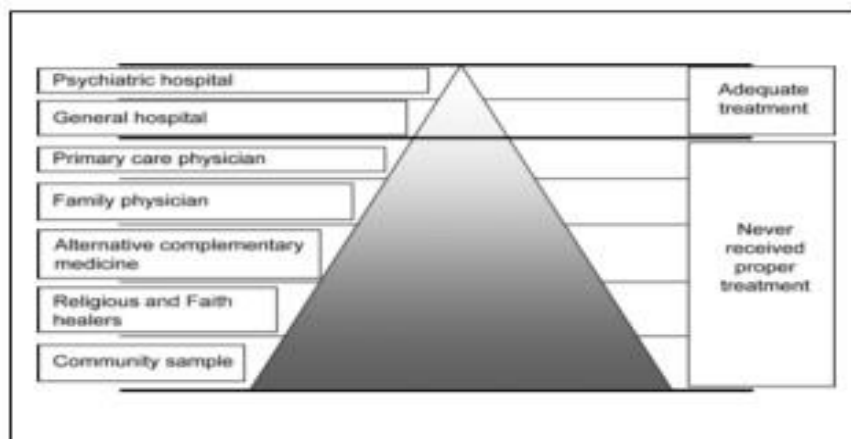 Psychiatric hospital
General hospital
Primary care physician
Family physician
Alternative complementary
medicine
Religious and Faith
healers
Community sample
Adequate
treatment
Never
received
proper
treatment